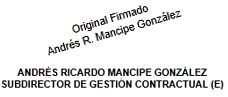 Original Firmado
Andrés R. Mancipe González
ANDRÉS RICARDO MANCIPE GONZÁLEZ
SUBDIRECTOR DE GESTIÓN CONTRACTUAL (E)